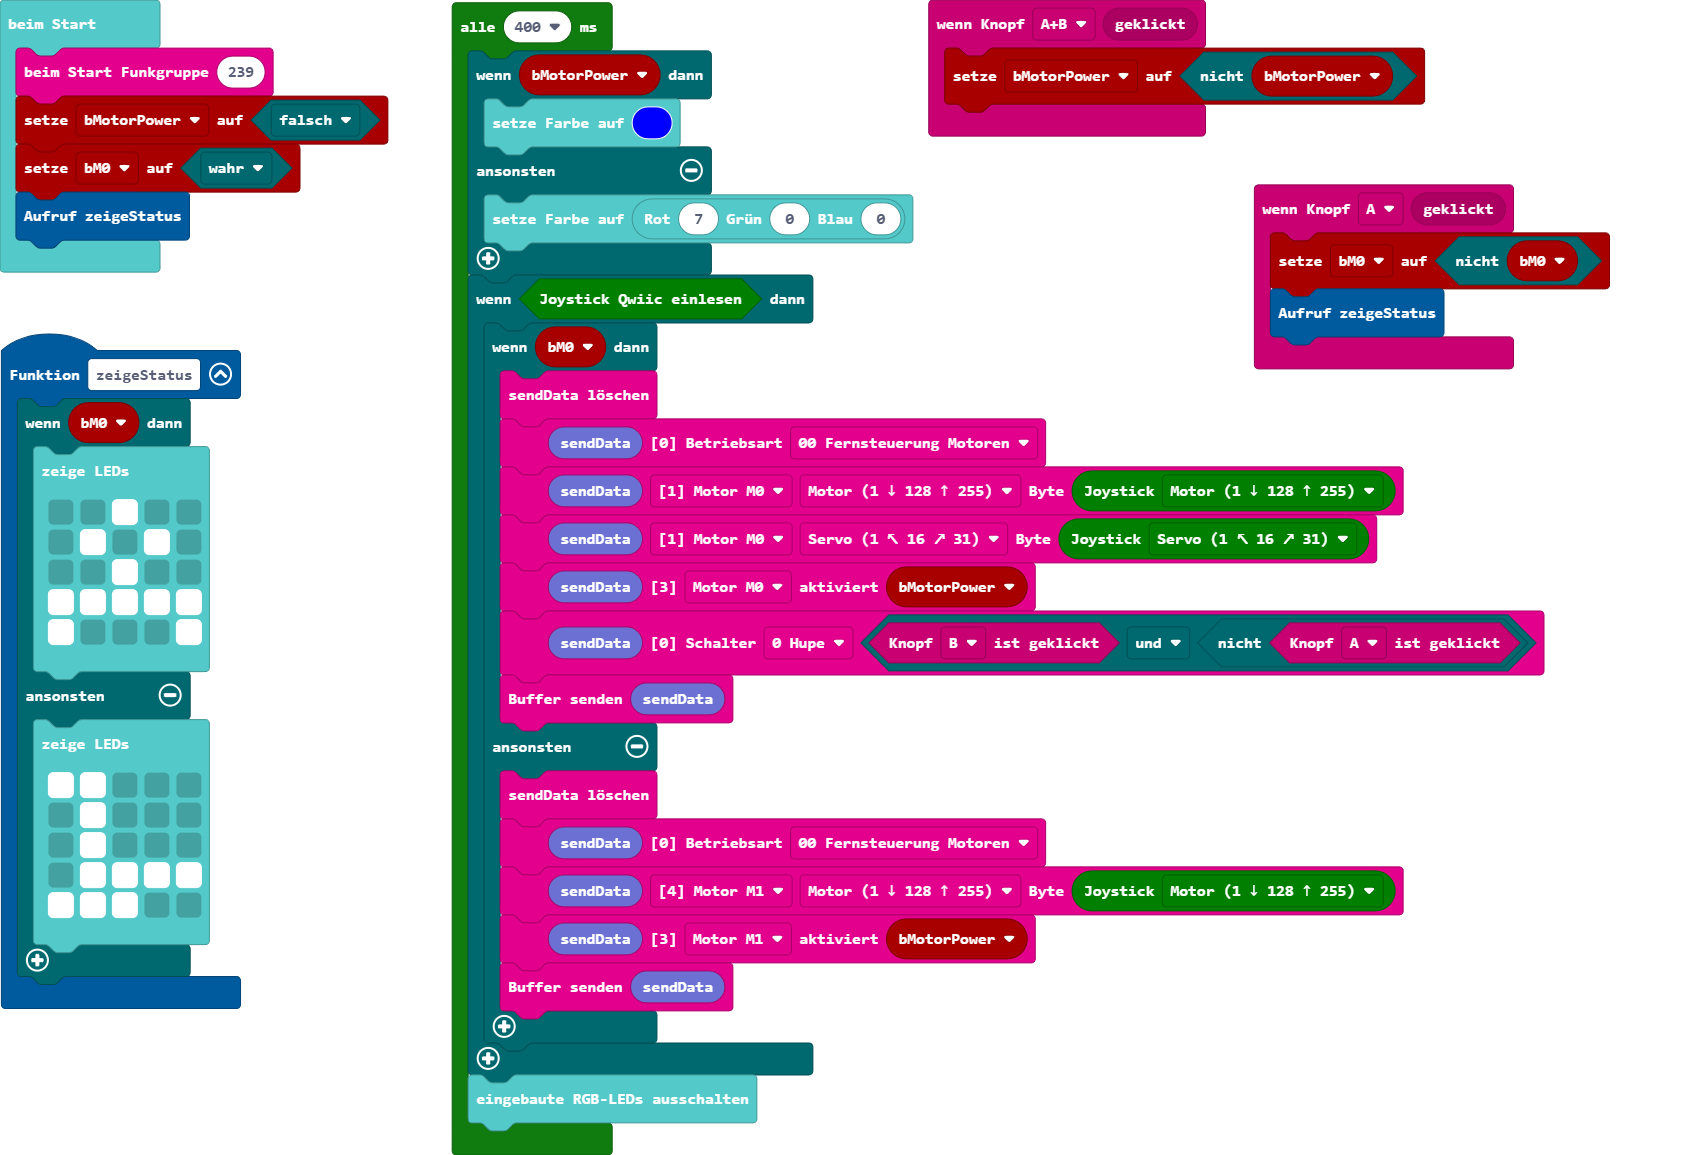 beim Start
beim Start Funkgruppe 239
setze bMotorPower auf falsch
setze bM0 auf wahr
Aufruf zeigeStatus
Funktion zeigeStatus
wenn bM0 dann
zeige LEDs
ansonsten
zeige LEDs
alle 400 ms
wenn bMotorPower dann
setze Farbe auf
ansonsten
setze Farbe auf Rot 7 Grün 0 Blau 0
wenn Joystick Qwiic einlesen dann
wenn bM0 dann
sendData löschen
sendData [0] Betriebsart 00 Fernsteuerung Motoren
sendData [1] Motor M0 Motor (1 ↓ 128 ↑ 255) Byte Joystick Motor (1 ↓ 128 ↑ 255)
sendData [1] Motor M0 Servo (1 ↖ 16 ↗ 31) Byte Joystick Servo (1 ↖ 16 ↗ 31)
sendData [3] Motor M0 aktiviert bMotorPower
sendData [0] Schalter 0 Hupe Knopf B ist geklickt und nicht Knopf A ist geklickt
Buffer senden sendData
ansonsten
sendData löschen
sendData [0] Betriebsart 00 Fernsteuerung Motoren
sendData [4] Motor M1 Motor (1 ↓ 128 ↑ 255) Byte Joystick Motor (1 ↓ 128 ↑ 255)
sendData [3] Motor M1 aktiviert bMotorPower
Buffer senden sendData
eingebaute RGB-LEDs ausschalten
wenn Knopf A+B geklickt
setze bMotorPower auf nicht bMotorPower
wenn Knopf A geklickt
setze bM0 auf nicht bM0
Aufruf zeigeStatus